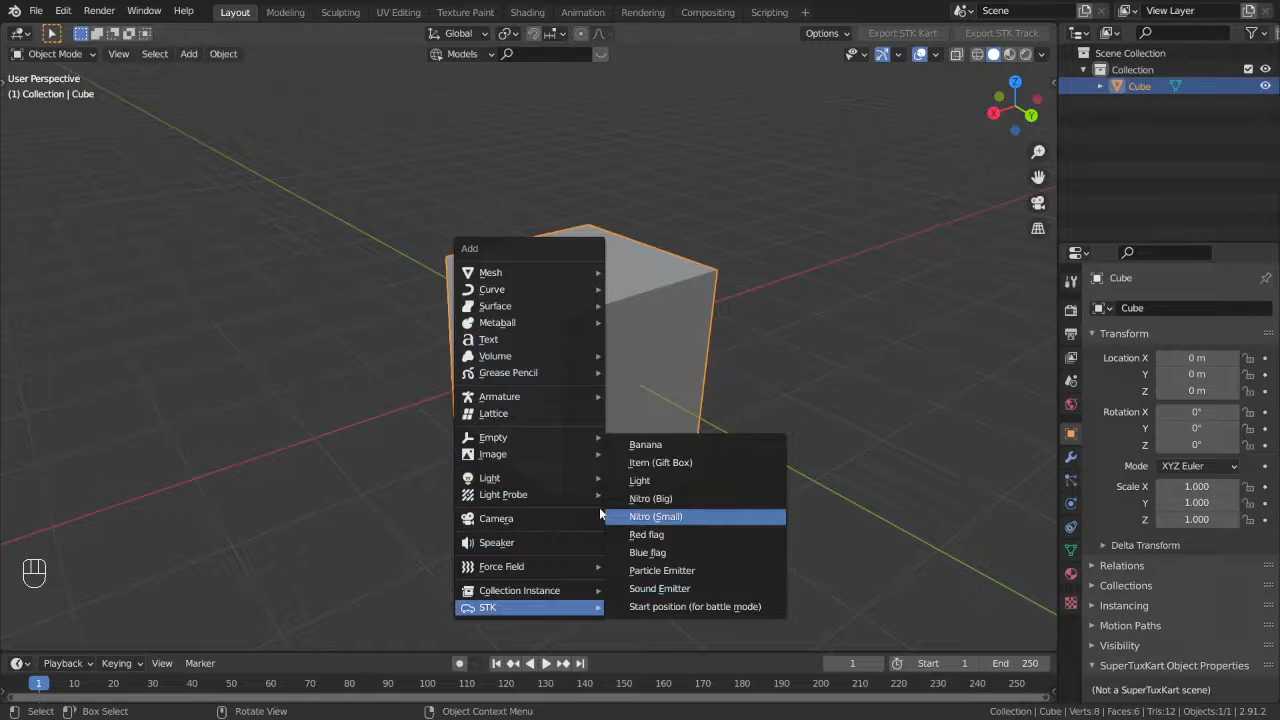 File Edit Render Window Help Layout Modeling Sculpting UV Editing Texture Paint Shading Animation Rendering Compositing Scripting + Scene View Layer
Global Options Export STK Kart Export STK Track
Object Mode View Select Add Object Models
User Perspective
(1) Collection | Cube
Z
X
Y
Scene Collection
Collection
Cube
Add
Mesh
Curve
Surface
Metaball
Text
Volume
Grease Pencil
Armature
Lattice
Empty
Image
Light
Light Probe
Camera
Speaker
Force Field
Collection Instance
STK
Banana
Item (Gift Box)
Light
Nitro (Big)
Nitro (Small)
Red flag
Blue flag
Particle Emitter
Sound Emitter
Start position (for battle mode)
Cube
Cube
Transform
Location X 0 m
Y 0 m
Z 0 m
Rotation X 0°
Y 0°
Z 0°
Mode XYZ Euler
Scale X 1.000
Y 1.000
Z 1.000
Delta Transform
Relations
Collections
Instancing
Motion Paths
Visibility
SuperTuxKart Object Properties
(Not a SuperTuxKart scene)
Playback Keying View Marker 1 Start 1 End 250
1 10 20 30 40 50 60 70 80 90 100 110 120 130 140 150 160 170 180 190 200 210 220 230 240 250
Select Box Select Rotate View Object Context Menu Collection | Cube | Verts:8 | Faces:6 | Tris:12 | Objects:1/1 | 2.91.2